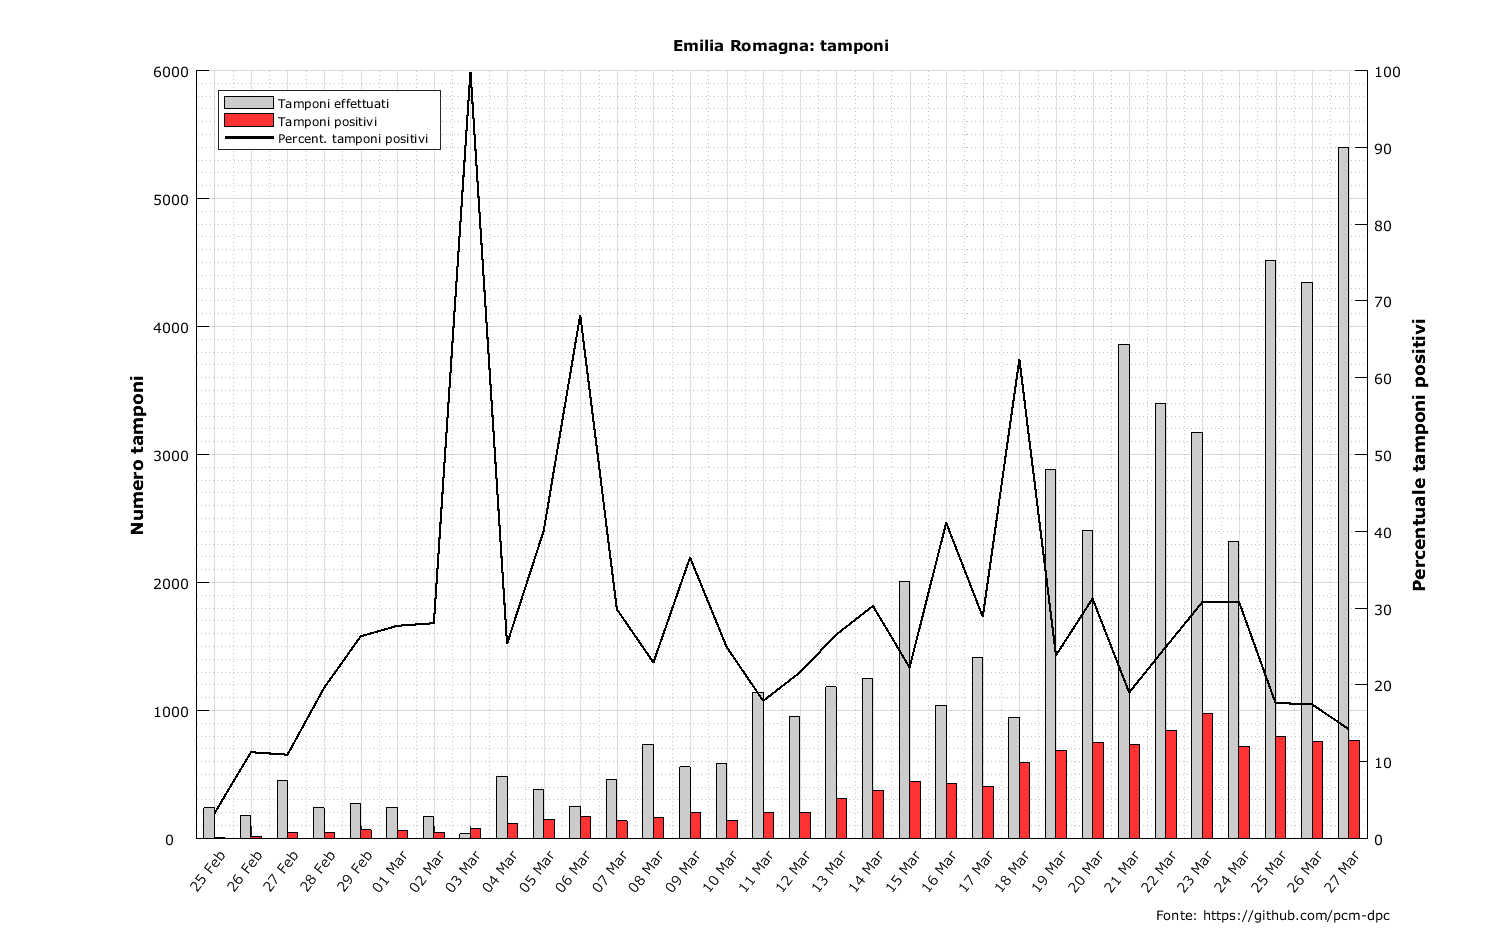 Emilia Romagna: tamponi
Tamponi effettuati
Tamponi positivi
Percent. tamponi positivi
Numero tamponi
6000
5000
4000
3000
2000
1000
0
Percentuale tamponi positivi
100
90
80
70
60
50
40
30
20
10
0
25 Feb
26 Feb
27 Feb
28 Feb
29 Feb
01 Mar
02 Mar
03 Mar
04 Mar
05 Mar
06 Mar
07 Mar
08 Mar
09 Mar
10 Mar
11 Mar
12 Mar
13 Mar
14 Mar
15 Mar
16 Mar
17 Mar
18 Mar
19 Mar
20 Mar
21 Mar
22 Mar
23 Mar
24 Mar
25 Mar
26 Mar
27 Mar
Fonte: https://github.com/pcm-dpc